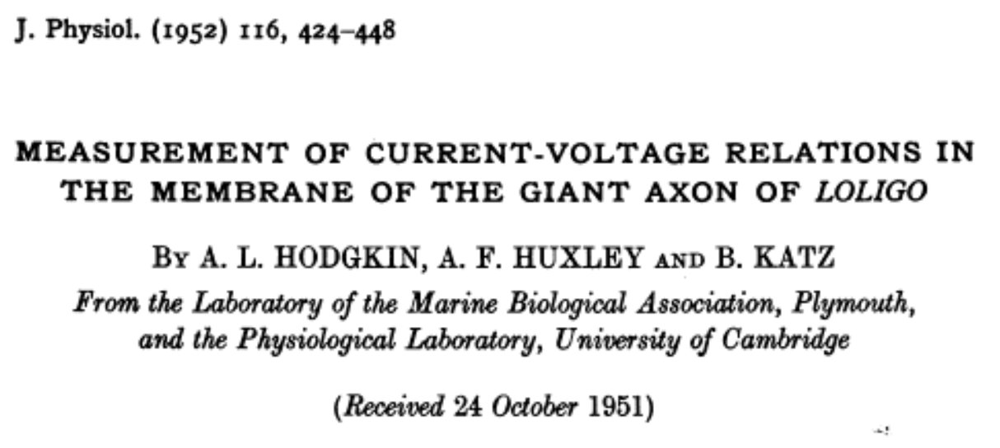 J. Physiol. (1952) 116, 424–448
MEASUREMENT OF CURRENT-VOLTAGE RELATIONS IN
THE MEMBRANE OF THE GIANT AXON OF LOLIGO
By A. L. HODGKIN, A. F. HUXLEY AND B. KATZ
From the Laboratory of the Marine Biological Association, Plymouth,
and the Physiological Laboratory, University of Cambridge
(Received 24 October 1951)